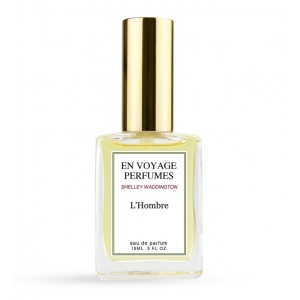 EN VOYAGE
PERFUMES
SHELLEY WADDINGTON
L'Hombre
eau de parfum
15ML .5 FL OZ